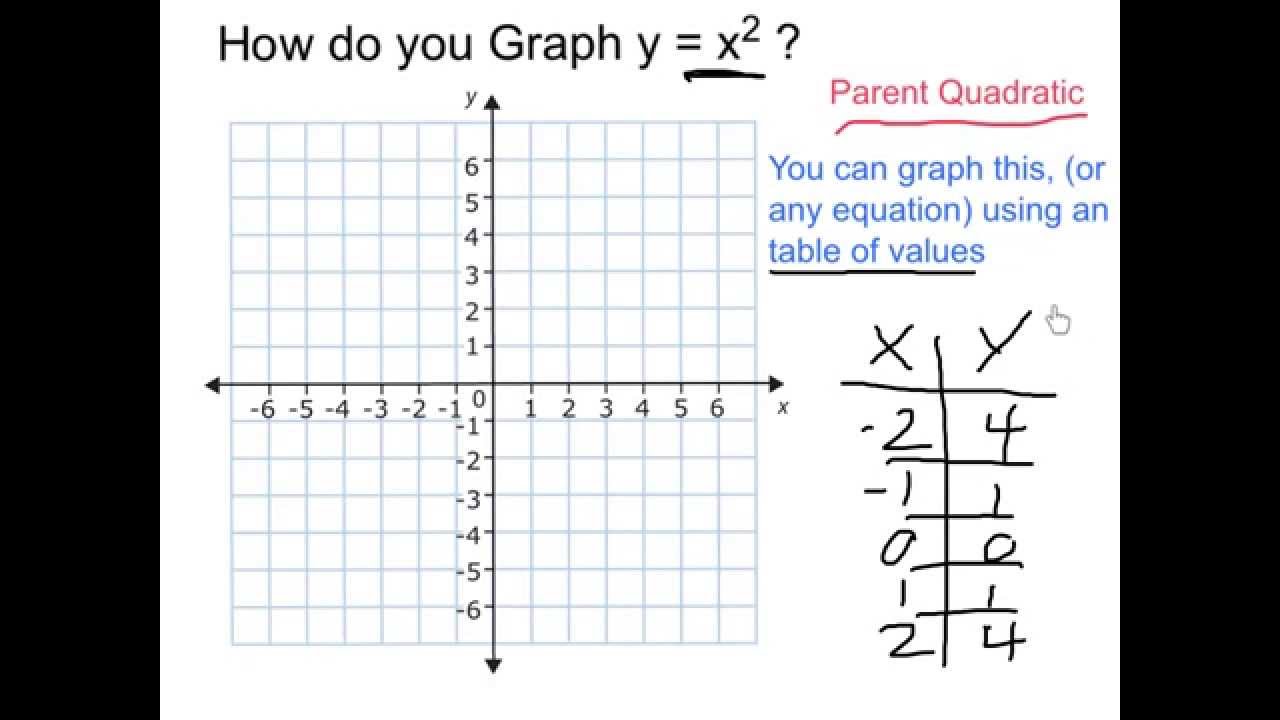 How do you Graph y = x² ?
Parent Quadratic
You can graph this, (or
any equation) using an
table of values
y
6
5
4
3
2
1
0
-6 -5 -4 -3 -2 -1 1 2 3 4 5 6 x
-1
-2
-3
-4
-5
-6
X Y
-2 4
-1 1
0 0
1 1
2 4